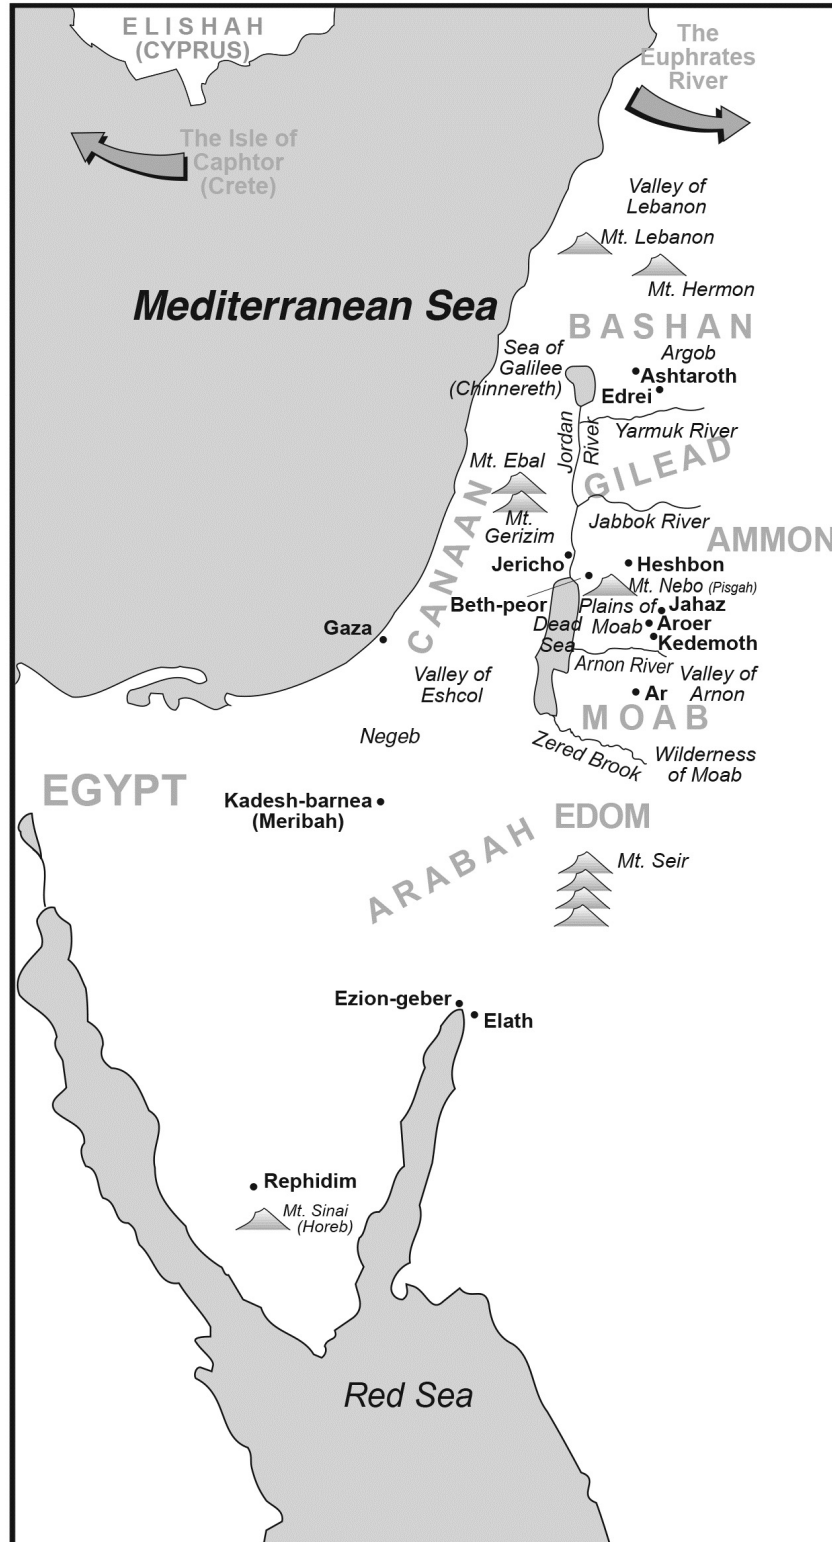 ELISHAH
(CYPRUS)
The
Euphrates
River
The Isle of
Caphtor
(Crete)
Valley of
Lebanon
Mt. Lebanon
Mt. Hermon
Mediterranean Sea
BASHAN
Sea of
Galilee
(Chinnereth)
Argob
Ashtaroth
Edrei
Jordan
River
Yarmuk River
GILEAD
Mt. Ebal
Mt.
Gerizim
CANAAN
Jabbok River
AMMON
Jericho
Heshbon
Mt. Nebo (Pisgah)
Beth-peor
Plains of
Moab
Jahaz
Aroer
Kedemoth
Dead
Sea
Gaza
Arnon River
Valley of
Eshcol
Valley of
Arnon
Ar
MOAB
Negeb
Zered Brook
Wilderness
of Moab
EGYPT
Kadesh-barnea
(Meribah)
EDOM
ARABAH
Mt. Seir
Ezion-geber
Elath
Rephidim
Mt. Sinai
(Horeb)
Red Sea